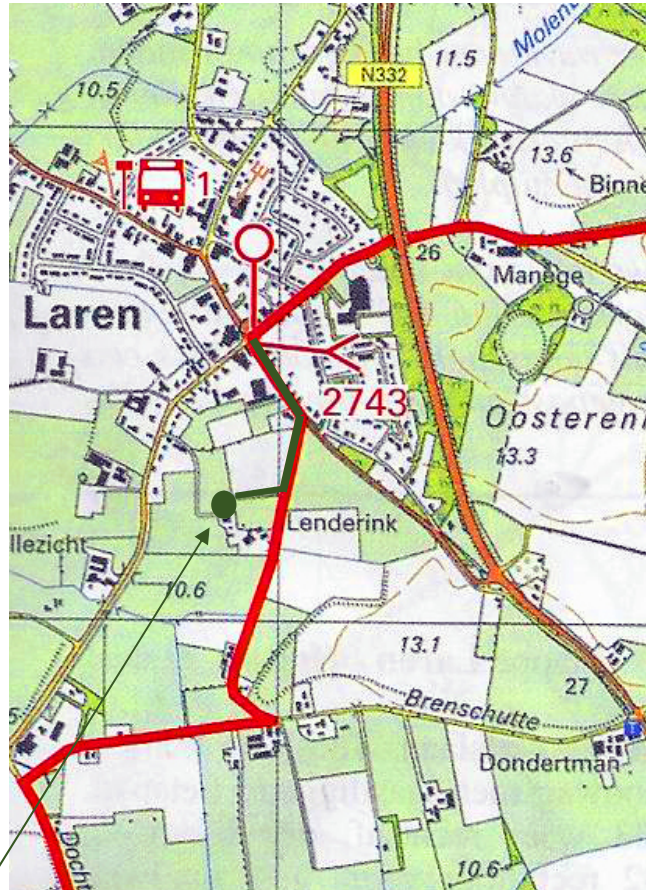 Molen
N332
11.5
10.5
13.6
Binne
1
26
Manege
Laren
2743
Oosteren
13.3
Lenderink
llezicht
10.6
13.1
27
Brenschutte
Dondertman
Docht
10.6